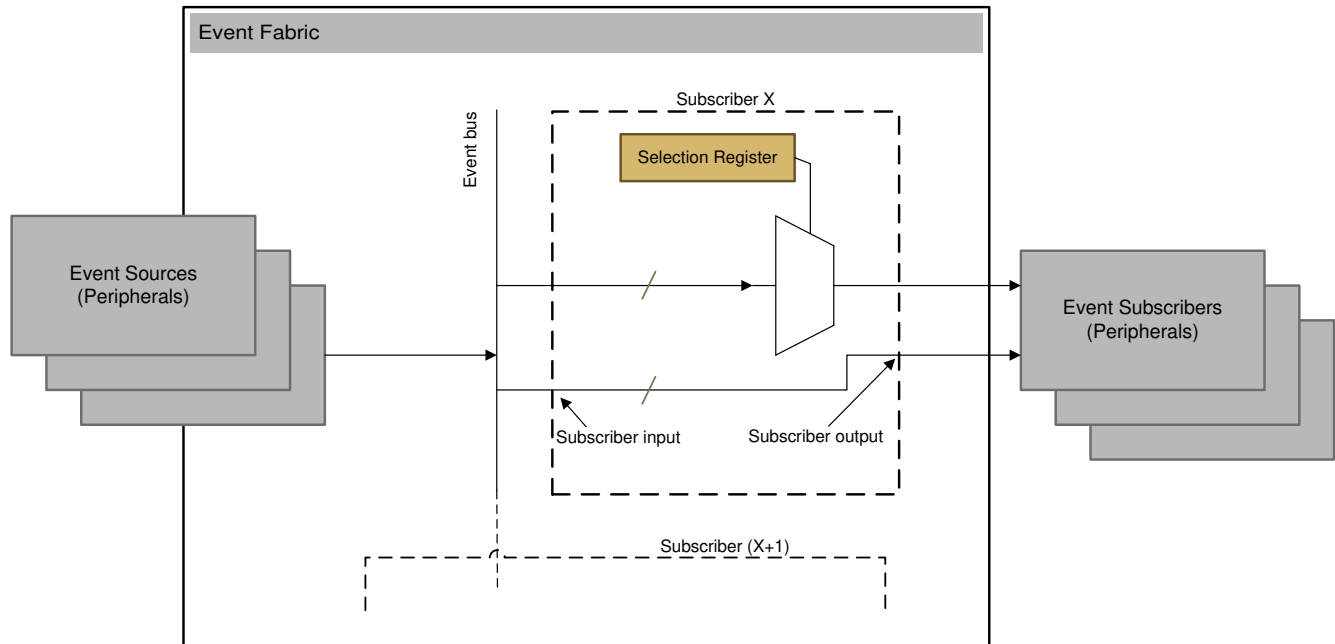 Event Fabric
Subscriber X
Event bus
Selection Register
Event Sources
(Peripherals)
Event Subscribers
(Peripherals)
Subscriber input
Subscriber output
Subscriber (X+1)